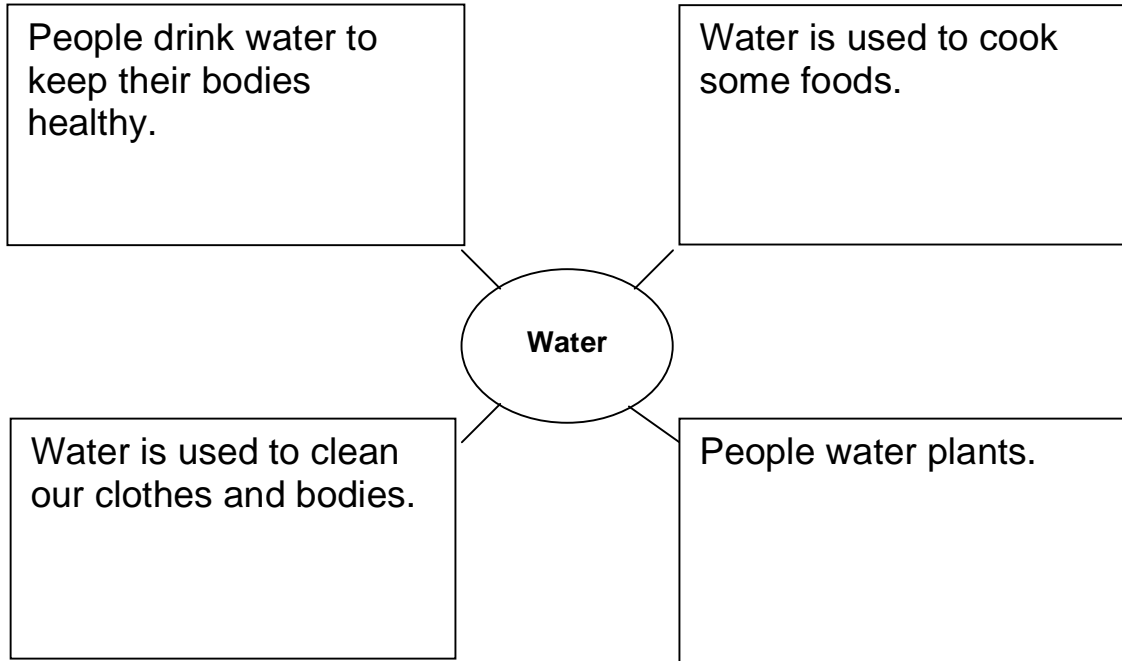 People drink water to
keep their bodies
healthy.
Water is used to cook
some foods.
Water
Water is used to clean
our clothes and bodies.
People water plants.